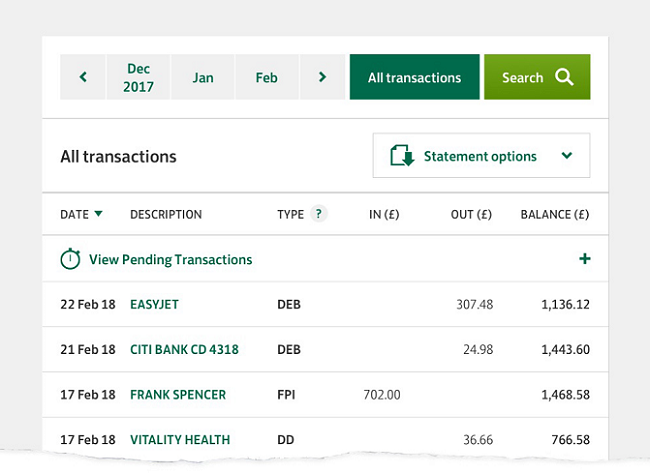 Dec 2017 Jan Feb All transactions Search
All transactions Statement options
DATE DESCRIPTION TYPE ? IN (£) OUT (£) BALANCE (£)
View Pending Transactions +
22 Feb 18 EASYJET DEB 307.48 1,136.12
21 Feb 18 CITI BANK CD 4318 DEB 24.98 1,443.60
17 Feb 18 FRANK SPENCER FPI 702.00 1,468.58
17 Feb 18 VITALITY HEALTH DD 36.66 766.58